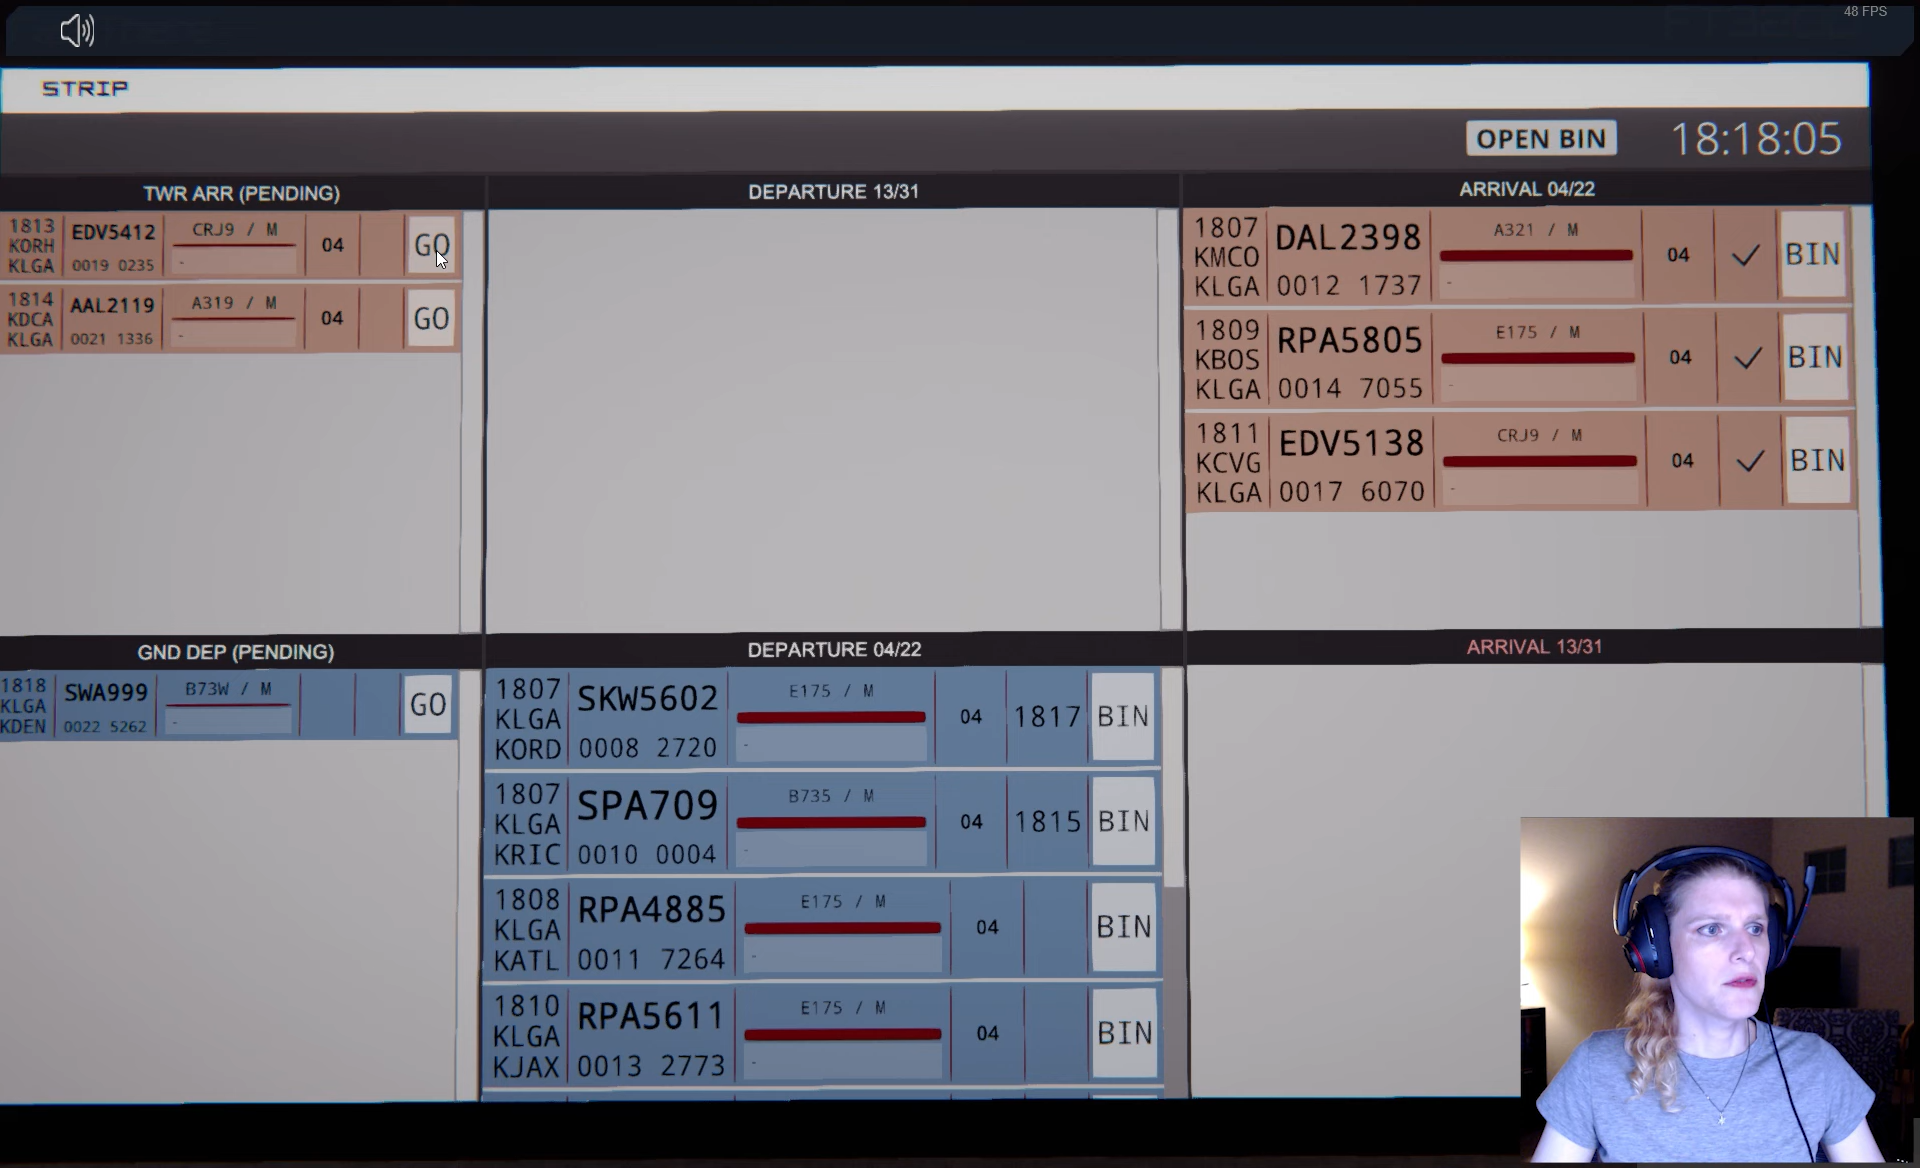 48 FPS
STRIP
OPEN BIN 18:18:05
TWR ARR (PENDING)
1813 EDV5412 CRJ9 / M 04 GO
KORH
KLGA 0019 0235 -
1814 AAL2119 A319 / M 04 GO
KDCA
KLGA 0021 1336 -
DEPARTURE 13/31
ARRIVAL 04/22
1807 DAL2398 A321 / M 04 ✓ BIN
KMCO
KLGA 0012 1737 -
1809 RPA5805 E175 / M 04 ✓ BIN
KBOS
KLGA 0014 7055 -
1811 EDV5138 CRJ9 / M 04 ✓ BIN
KCVG
KLGA 0017 6070 -
GND DEP (PENDING)
1818 SWA999 B73W / M GO
KLGA
KDEN 0022 5262 -
DEPARTURE 04/22
1807 SKW5602 E175 / M 04 1817 BIN
KLGA
KORD 0008 2720 -
1807 SPA709 B735 / M 04 1815 BIN
KLGA
KRIC 0010 0004 -
1808 RPA4885 E175 / M 04 BIN
KLGA
KATL 0011 7264 -
1810 RPA5611 E175 / M 04 BIN
KLGA
KJAX 0013 2773 -
ARRIVAL 13/31